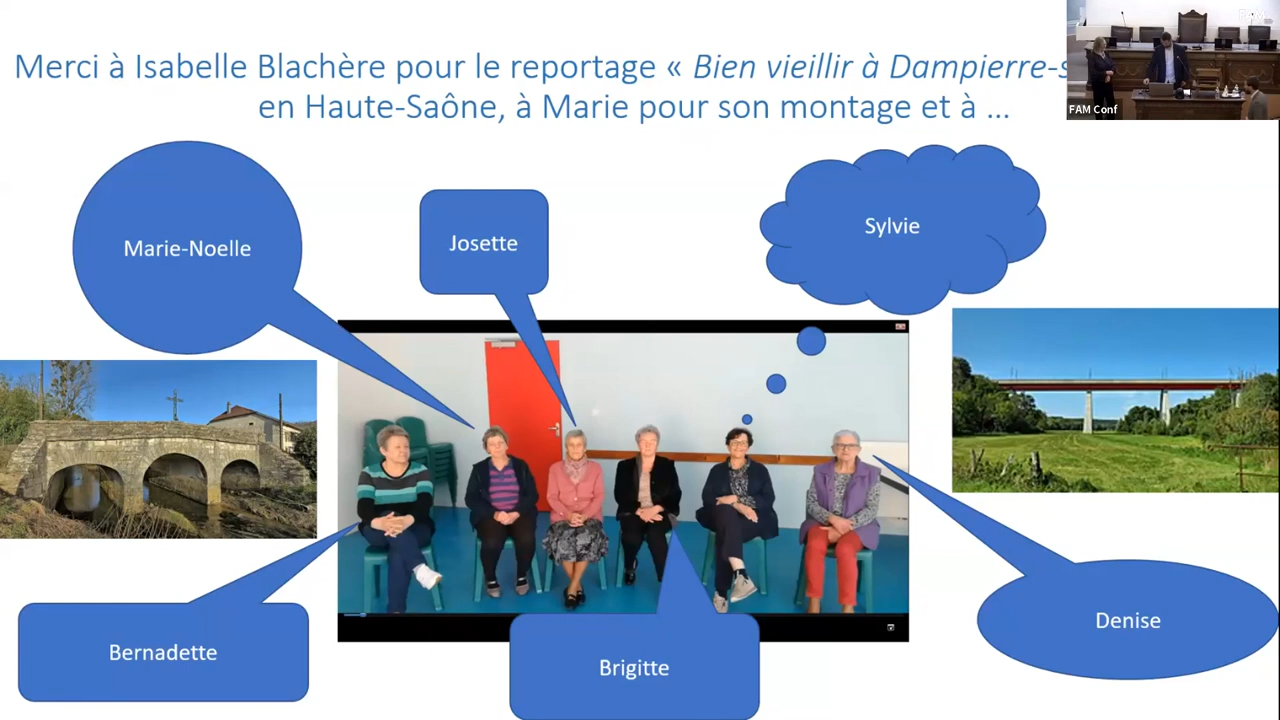 Merci à Isabelle Blachère pour le reportage « Bien vieillir à Dampierre-s
en Haute-Saône, à Marie pour son montage et à ...
FAM Conf
Marie-Noelle
Josette
Sylvie
Bernadette
Brigitte
Denise